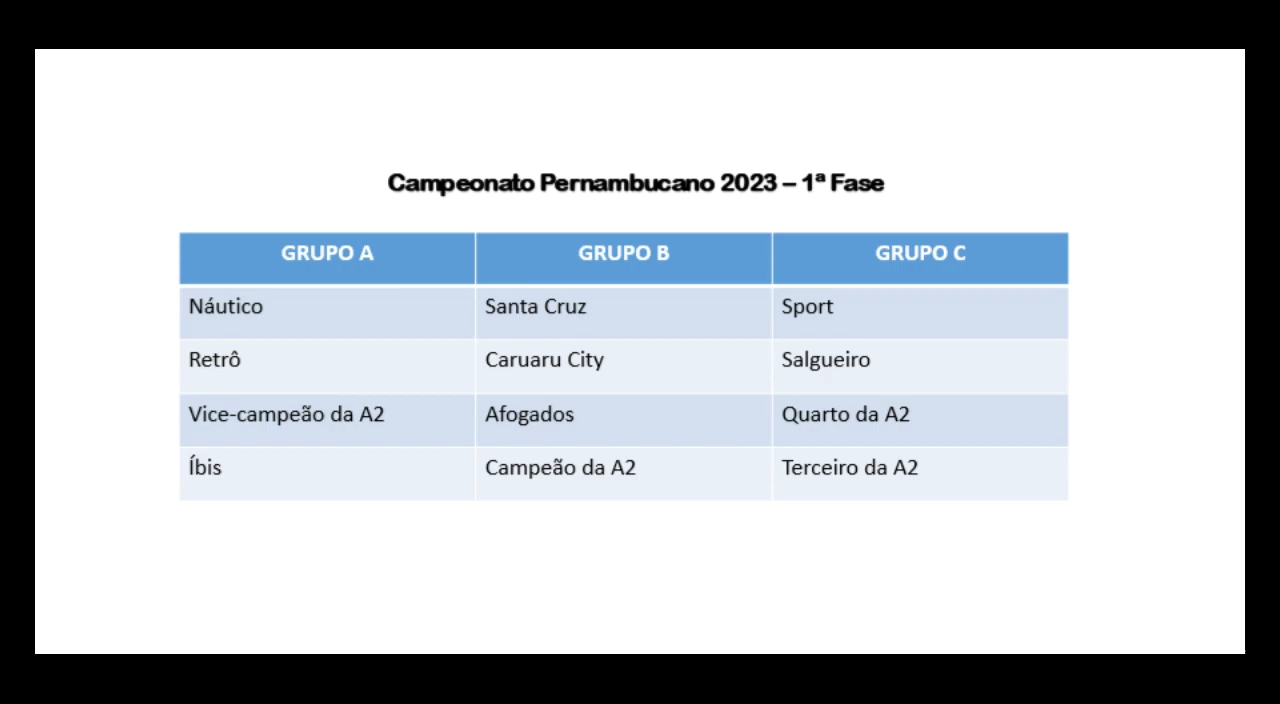 Campeonato Pernambucano 2023 – 1ª Fase
GRUPO A GRUPO B GRUPO C
Náutico Santa Cruz Sport
Retrô Caruaru City Salgueiro
Vice-campeão da A2 Afogados Quarto da A2
Íbis Campeão da A2 Terceiro da A2